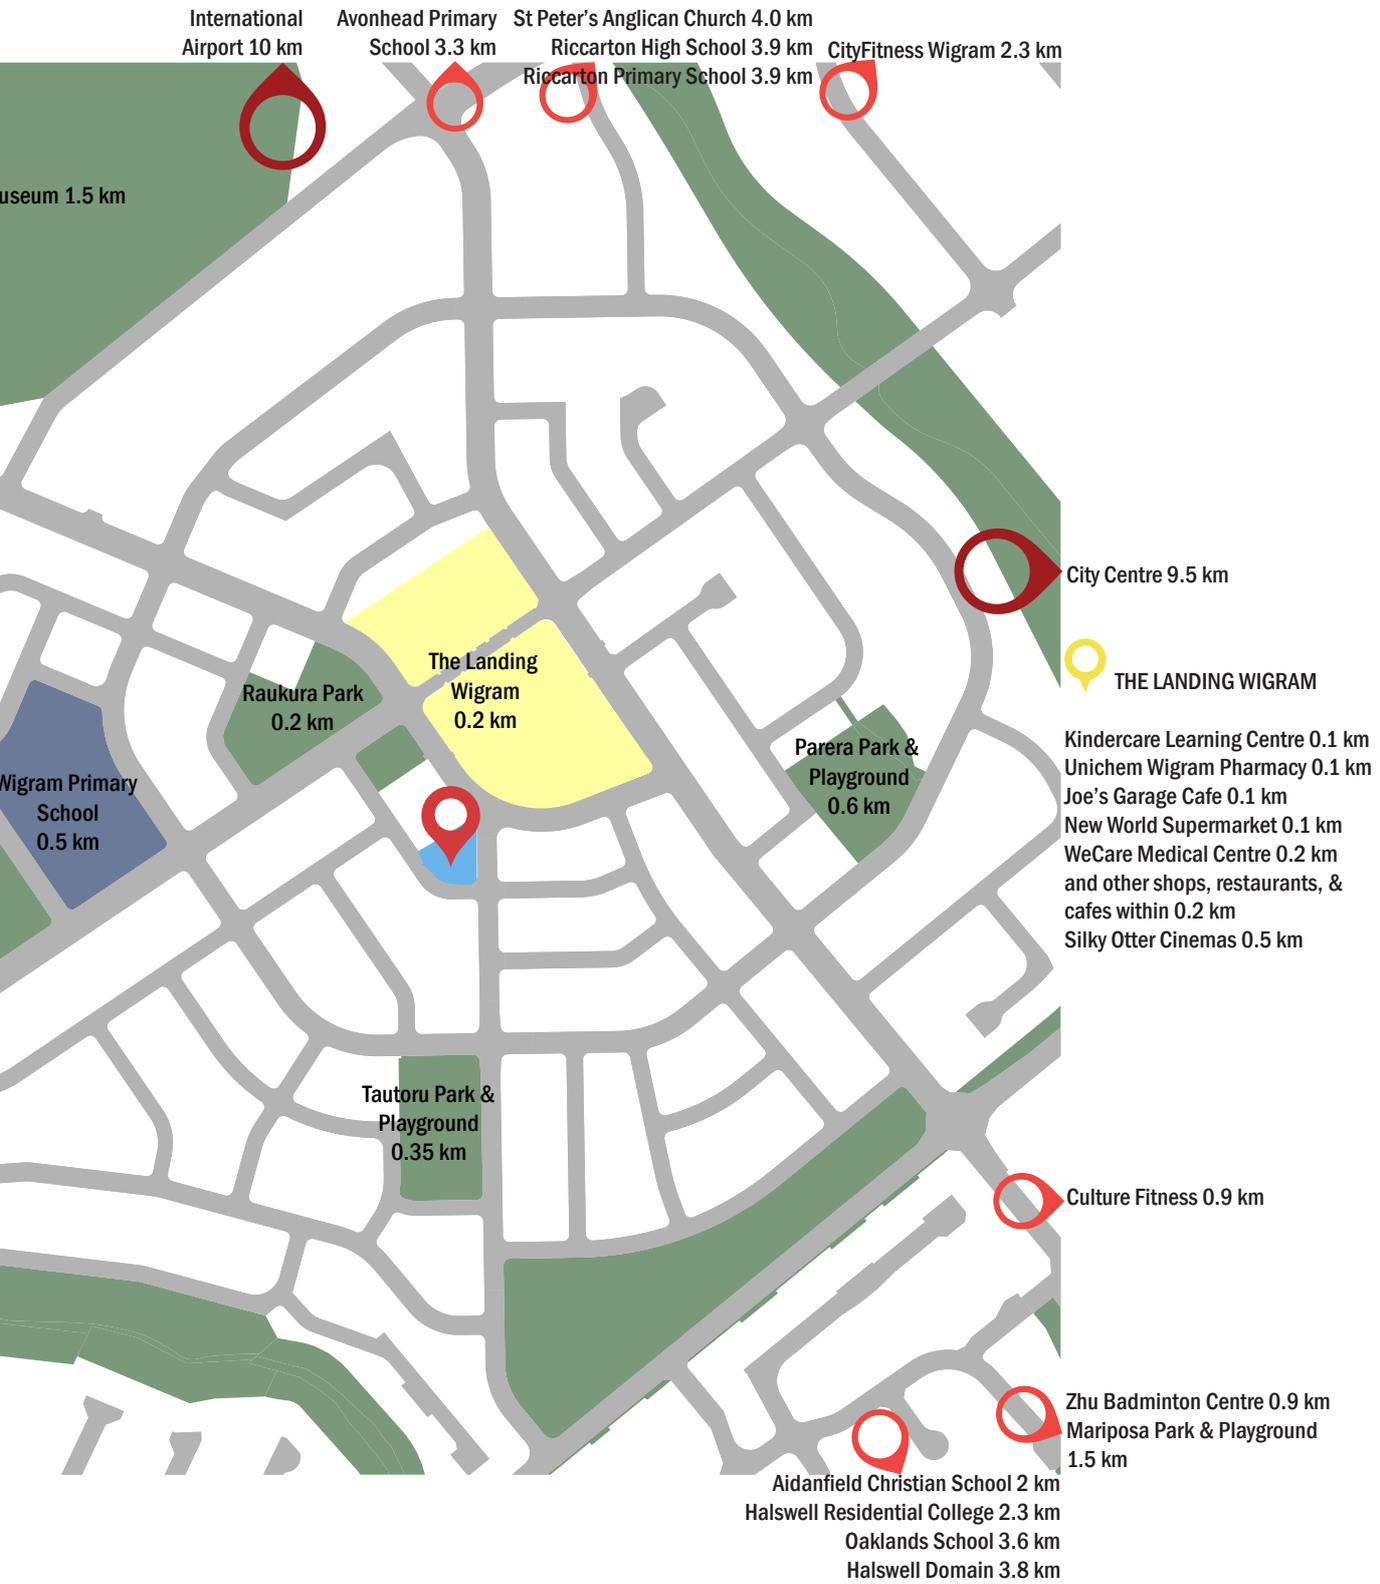 International
Airport 10 km
Avonhead Primary
School 3.3 km
St Peter’s Anglican Church 4.0 km
Riccarton High School 3.9 km
Riccarton Primary School 3.9 km
CityFitness Wigram 2.3 km
useum 1.5 km
City Centre 9.5 km
The Landing
Wigram
0.2 km
Raukura Park
0.2 km
THE LANDING WIGRAM
Wigram Primary
School
0.5 km
Parera Park &
Playground
0.6 km
Kindercare Learning Centre 0.1 km
Unichem Wigram Pharmacy 0.1 km
Joe’s Garage Cafe 0.1 km
New World Supermarket 0.1 km
WeCare Medical Centre 0.2 km
and other shops, restaurants, &
cafes within 0.2 km
Silky Otter Cinemas 0.5 km
Tautoru Park &
Playground
0.35 km
Culture Fitness 0.9 km
Zhu Badminton Centre 0.9 km
Mariposa Park & Playground
1.5 km
Aidanfield Christian School 2 km
Halswell Residential College 2.3 km
Oaklands School 3.6 km
Halswell Domain 3.8 km